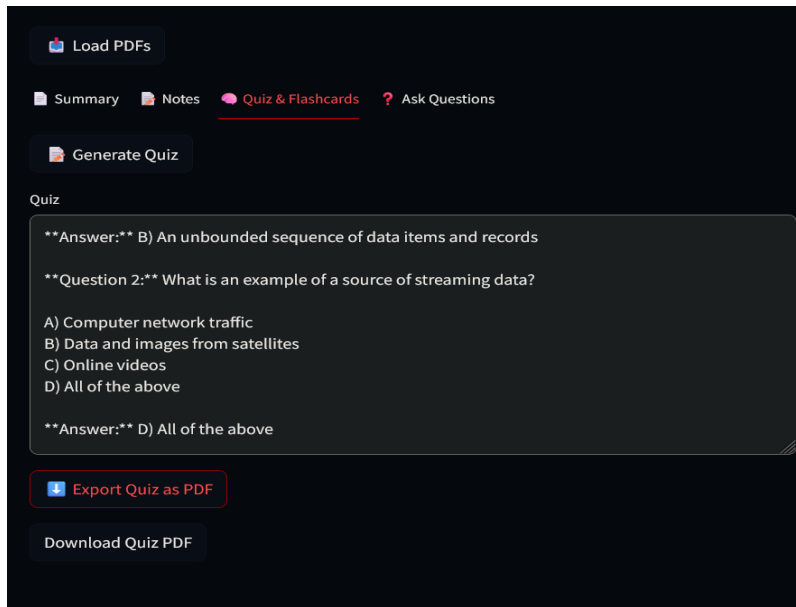 Load PDFs
Summary Notes Quiz & Flashcards Ask Questions
Generate Quiz
Quiz
**Answer:** B) An unbounded sequence of data items and records
**Question 2:** What is an example of a source of streaming data?
A) Computer network traffic
B) Data and images from satellites
C) Online videos
D) All of the above
**Answer:** D) All of the above
Export Quiz as PDF
Download Quiz PDF